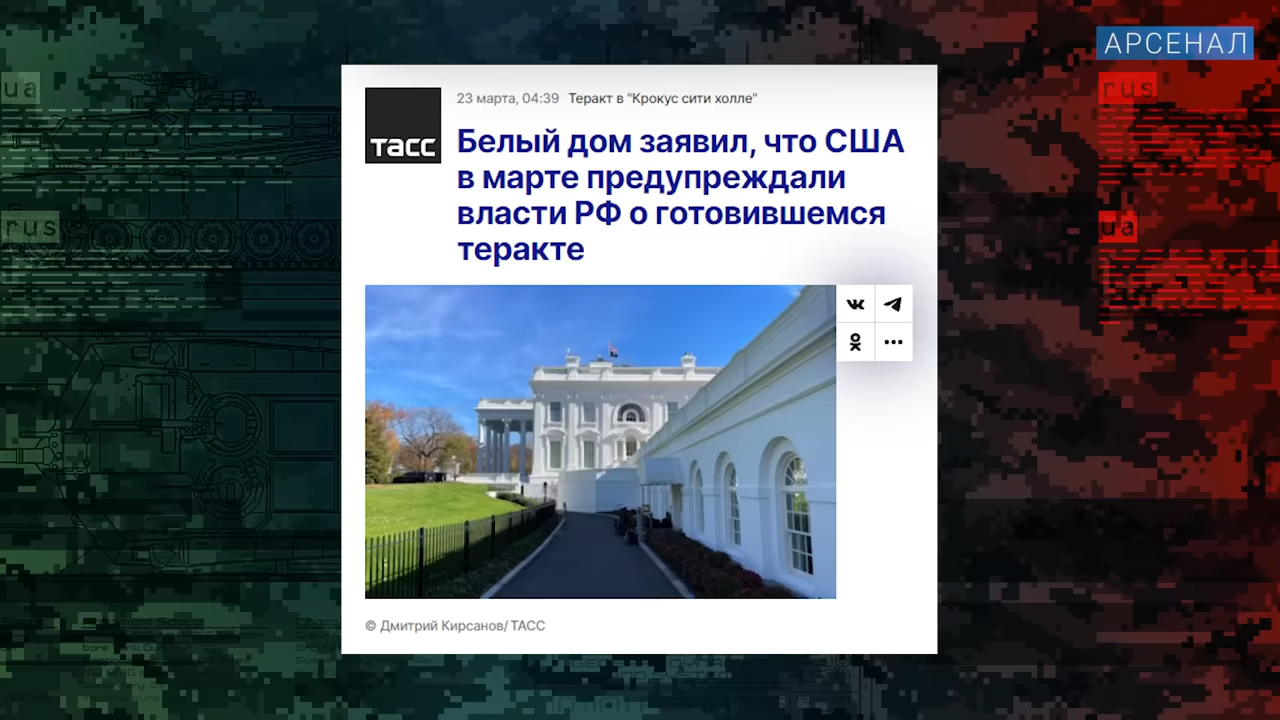 АРСЕНАЛ
ua
rus
rus
ua
23 марта, 04:39 Теракт в "Крокус сити холле"
тасс
Белый дом заявил, что США
в марте предупреждали
власти РФ о готовившемся
теракте
© Дмитрий Кирсанов/ ТАСС